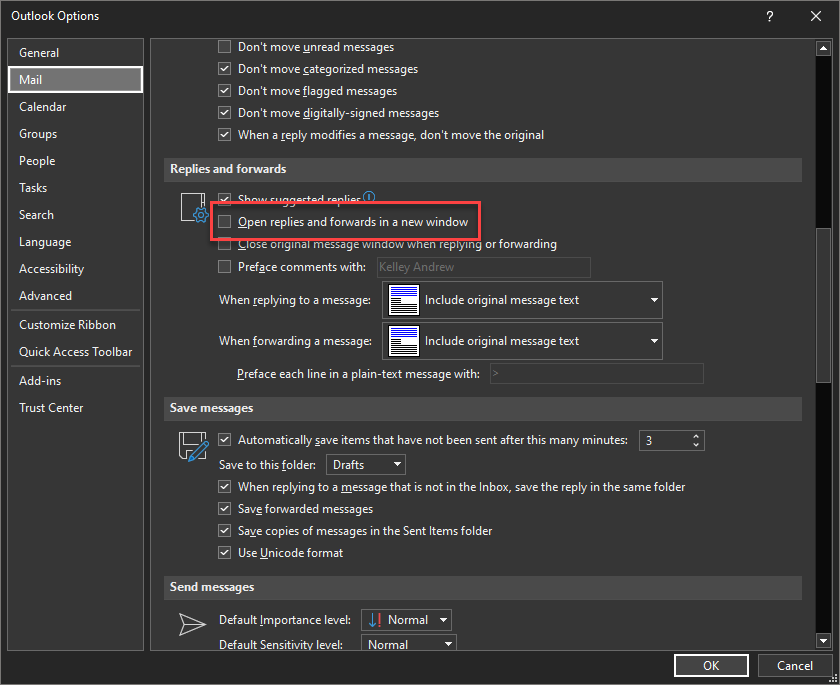 Outlook Options
General
Mail
Calendar
Groups
People
Tasks
Search
Language
Accessibility
Advanced
Customize Ribbon
Quick Access Toolbar
Add-ins
Trust Center
Don't move unread messages
Don't move categorized messages
Don't move flagged messages
Don't move digitally-signed messages
When a reply modifies a message, don't move the original
Replies and forwards
Show suggested replies
Open replies and forwards in a new window
Close original message window when replying or forwarding
Preface comments with: Kelley Andrew
When replying to a message: Include original message text
When forwarding a message: Include original message text
Preface each line in a plain-text message with: >
Save messages
Automatically save items that have not been sent after this many minutes: 3
Save to this folder: Drafts
When replying to a message that is not in the Inbox, save the reply in the same folder
Save forwarded messages
Save copies of messages in the Sent Items folder
Use Unicode format
Send messages
Default Importance level: Normal
Default Sensitivity level: Normal
OK Cancel